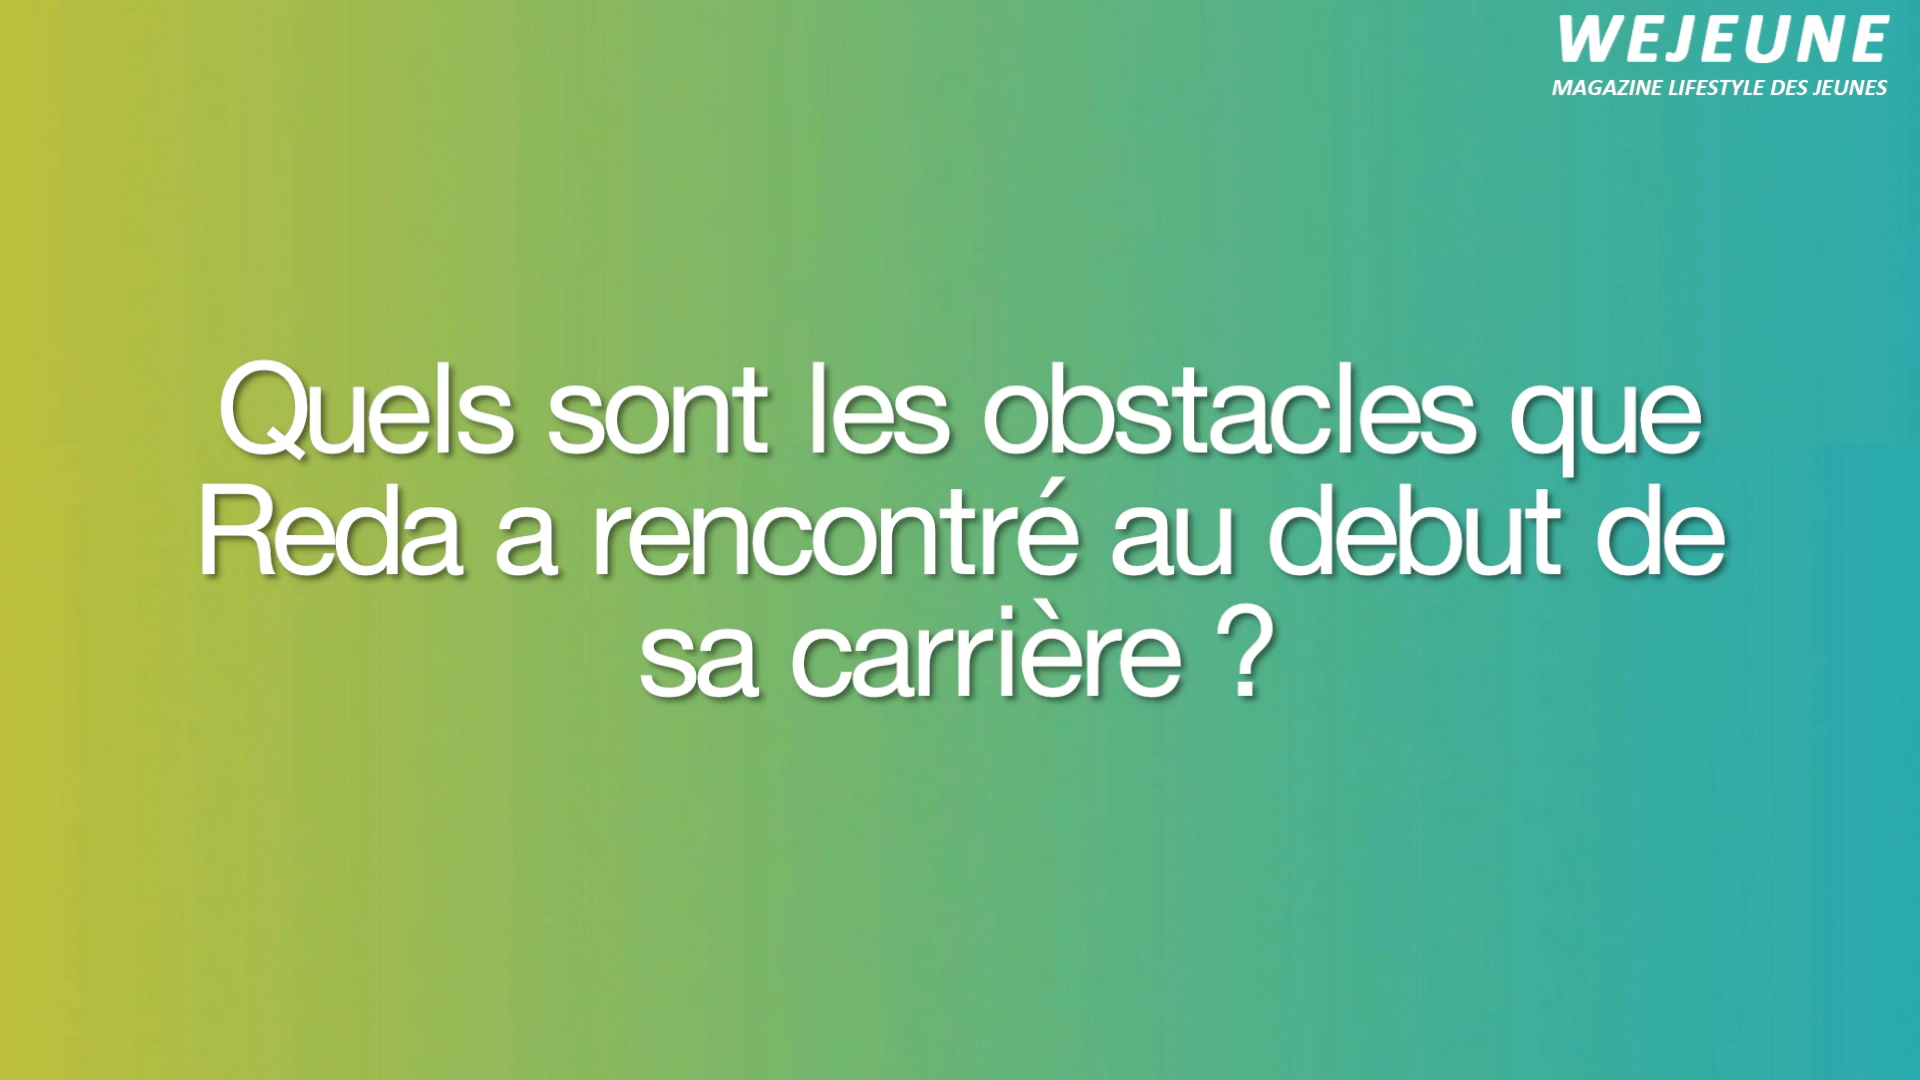 WEJEUNE
MAGAZINE LIFESTYLE DES JEUNES
Quels sont les obstacles que
Reda a rencontré au debut de
sa carrière ?